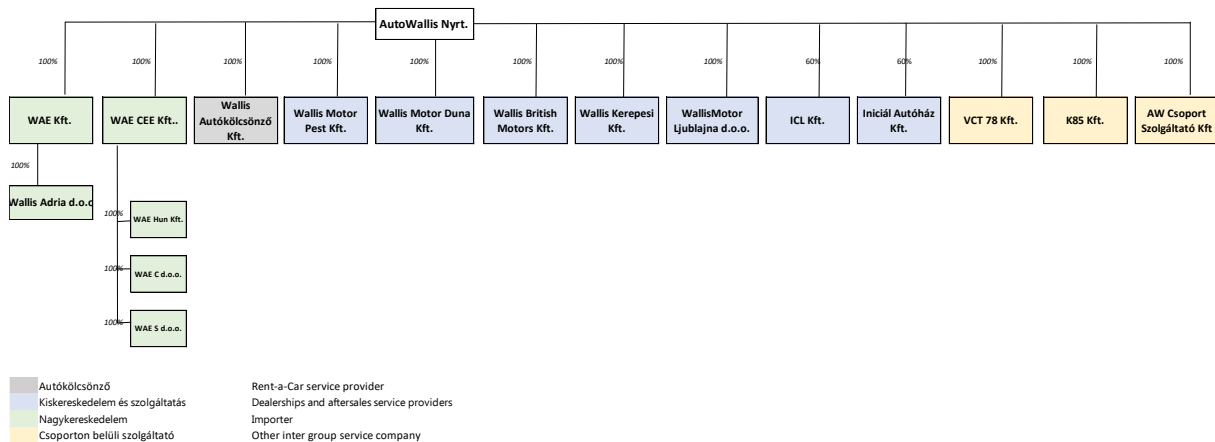 AutoWallis Nyrt.
100%
100%
100%
100%
100%
100%
100%
100%
60%
60%
100%
100%
100%
WAE Kft.
WAE CEE Kft..
Wallis
Autókölcsönző
Kft.
Wallis Motor
Pest Kft.
Wallis Motor Duna
Kft.
Wallis British
Motors Kft.
Wallis Kerepesi
Kft.
WallisMotor
Ljublajna d.o.o.
ICL Kft.
Iniciál Autóház
Kft.
VCT 78 Kft.
K85 Kft.
AW Csoport
Szolgáltató Kft
100%
Wallis Adria d.o.o
100%
WAE Hun Kft.
100%
WAE C d.o.o.
100%
WAE S d.o.o.
Autókölcsönző
Rent-a-Car service provider
Kiskereskedelem és szolgáltatás
Dealerships and aftersales service providers
Nagykereskedelem
Importer
Csoporton belüli szolgáltató
Other inter group service company